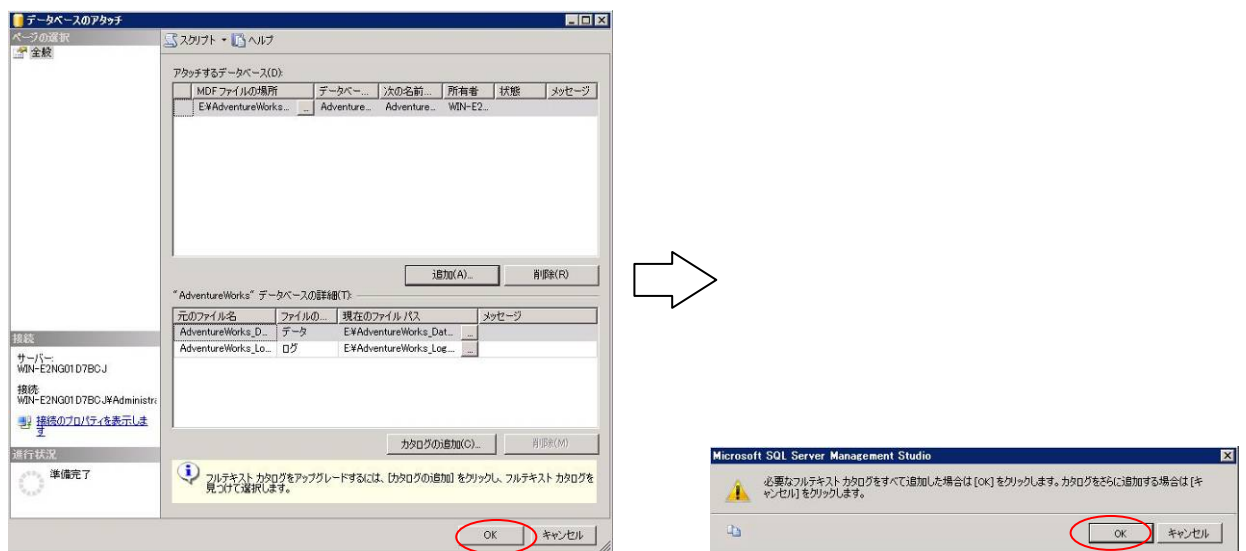 データベースのアタッチ
ページの選択
全般
スクリプト ヘルプ
アタッチするデータベース(D):
MDF ファイルの場所 データベー... 次の名前... 所有者 状態 メッセージ
E¥AdventureWorks... ... Adventure... Adventure... WIN-E2...
追加(A)... 削除(R)
"AdventureWorks" データベースの詳細(T):
元のファイル名 ファイルの... 現在のファイル パス メッセージ
AdventureWorks_D... データ E¥AdventureWorks_Dat... ...
AdventureWorks_Lo... ログ E¥AdventureWorks_Log... ...
接続
サーバー:
WIN-E2NG01D7BCJ
接続:
WIN-E2NG01D7BCJ¥Administra
接続のプロパティを表示しま
す
進行状況
準備完了
カタログの追加(C)... 削除(M)
フルテキスト カタログをアップグレードするには、[カタログの追加] をクリックし、フルテキスト カタログを
見つけて選択します。
OK キャンセル
Microsoft SQL Server Management Studio
必要なフルテキスト カタログをすべて追加した場合は [OK] をクリックします。カタログをさらに追加する場合は [キ
ャンセル] をクリックします。
OK キャンセル